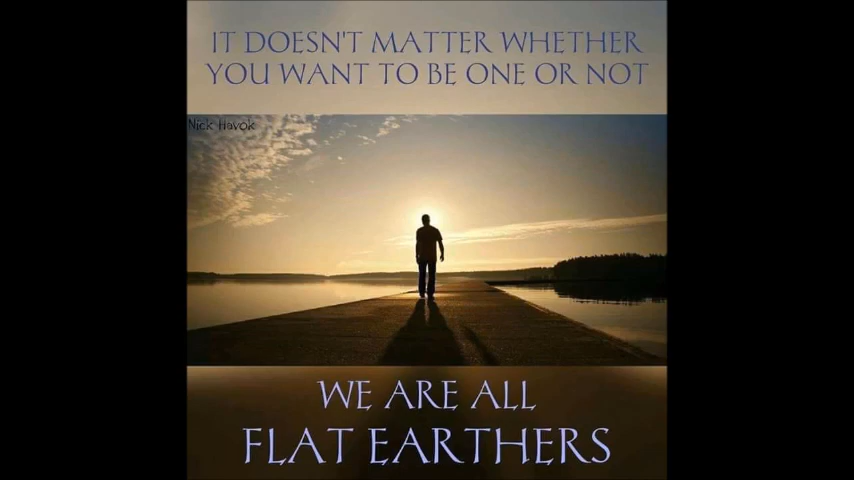 IT DOESN'T MATTER WHETHER
YOU WANT TO BE ONE OR NOT
Nick Havok
WE ARE ALL
FLAT EARTHERS